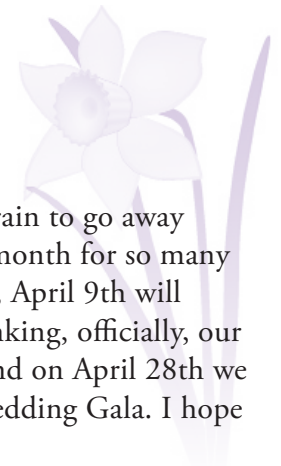 rain to go away
month for so many
, April 9th will
nking, officially, our
nd on April 28th we
edding Gala. I hope